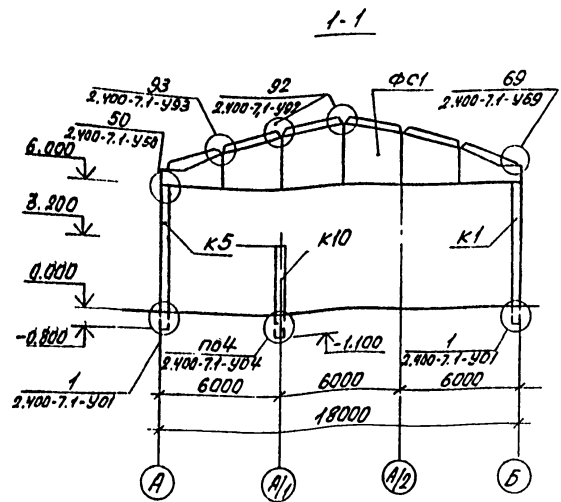 1-1
93
2.400-7.1-У93
92
2.400-7.1-У92
ФС1
69
2.400-7.1-У69
50
2.400-7.1-У50
6.000
3.200
К5
К10
К1
0.000
-0.800
П04
2.400-7.1-У04
-1.100
1
2.400-7.1-У01
1
2.400-7.1-У01
6000
6000
6000
18000
А
А/1
А/2
Б